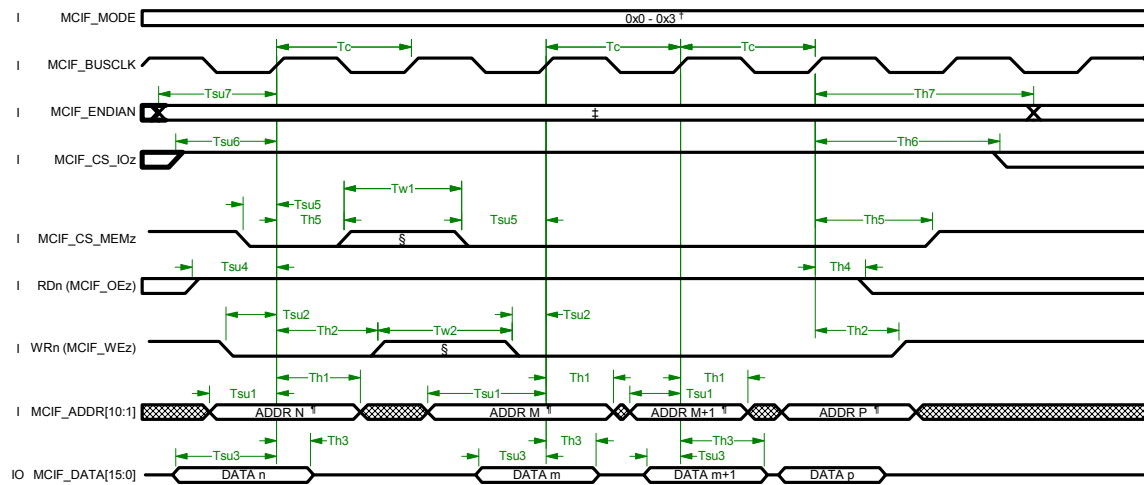 I MCIF_MODE 0x0 - 0x3 †
Tc Tc Tc
I MCIF_BUSCLK
Tsu7 Th7
I MCIF_ENDIAN ‡
Tsu6 Th6
I MCIF_CS_IOz
Tw1
Tsu5
Th5 Tsu5 Th5
I MCIF_CS_MEMz §
Tsu4 Th4
I RDn (MCIF_OEz)
Tsu2 Tsu2
Th2 Tw2 Th2
I WRn (MCIF_WEz) §
Th1 Th1 Th1
Tsu1 Tsu1 Tsu1
I MCIF_ADDR[10:1] ADDR N ¶ ADDR M ¶ ADDR M+1 ¶ ADDR P ¶
Th3 Th3 Th3
Tsu3 Tsu3 Tsu3
IO MCIF_DATA[15:0] DATA n DATA m DATA m+1 DATA p